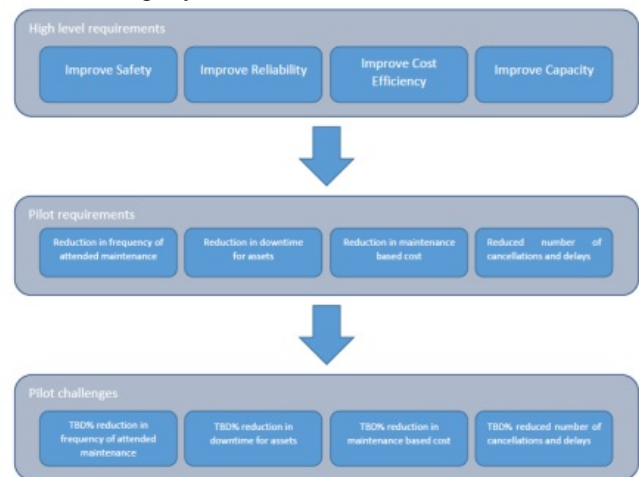 High level requirements
Improve Safety
Improve Reliability
Improve Cost
Efficiency
Improve Capacity
Pilot requirements
Reduction in frequency of
attended maintenance
Reduction in downtime
for assets
Reduction in maintenance
based cost
Reduced number of
cancellations and delays
Pilot challenges
TBD% reduction in
frequency of attended
maintenance
TBD% reduction in
downtime for assets
TBD% reduction in
maintenance based cost
TBD% reduced number of
cancellations and delays